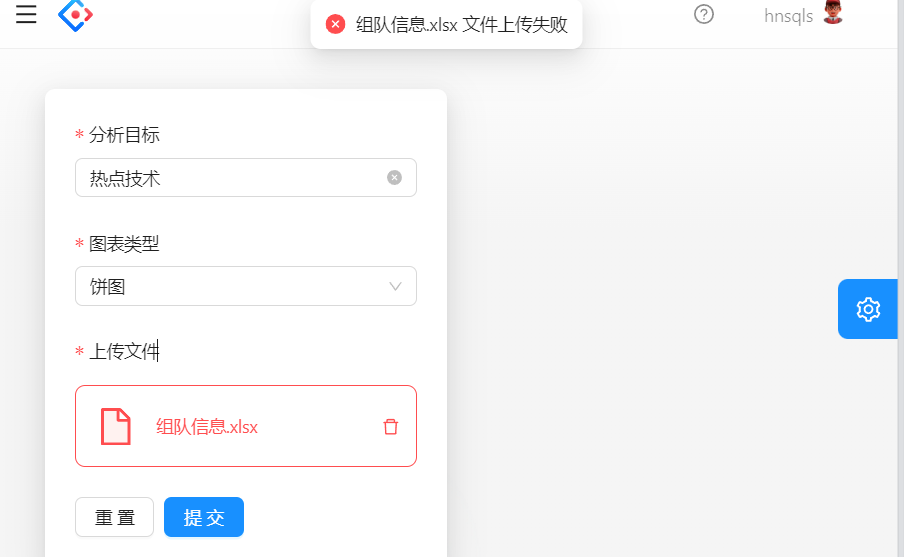 组队信息.xlsx 文件上传失败
hnsqls
* 分析目标
热点技术
* 图表类型
饼图
* 上传文件
组队信息.xlsx
重 置
提 交